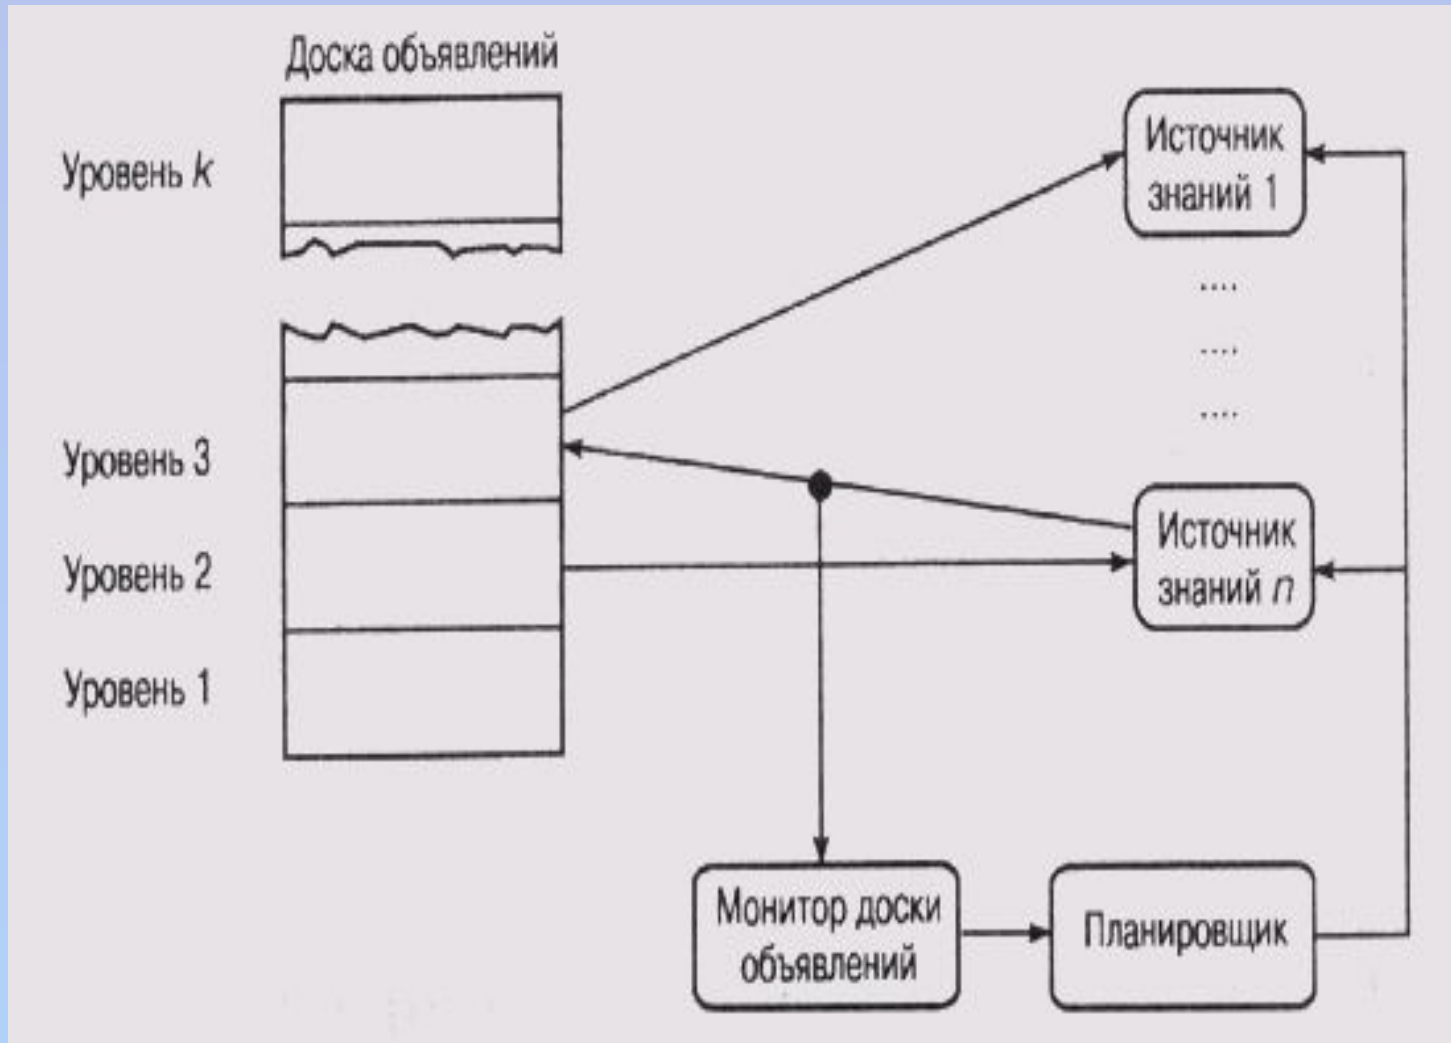 Доска объявлений
Уровень k
Источник
знаний 1
....
....
....
Уровень 3
Источник
знаний n
Уровень 2
Уровень 1
Монитор доски
объявлений
Планировщик